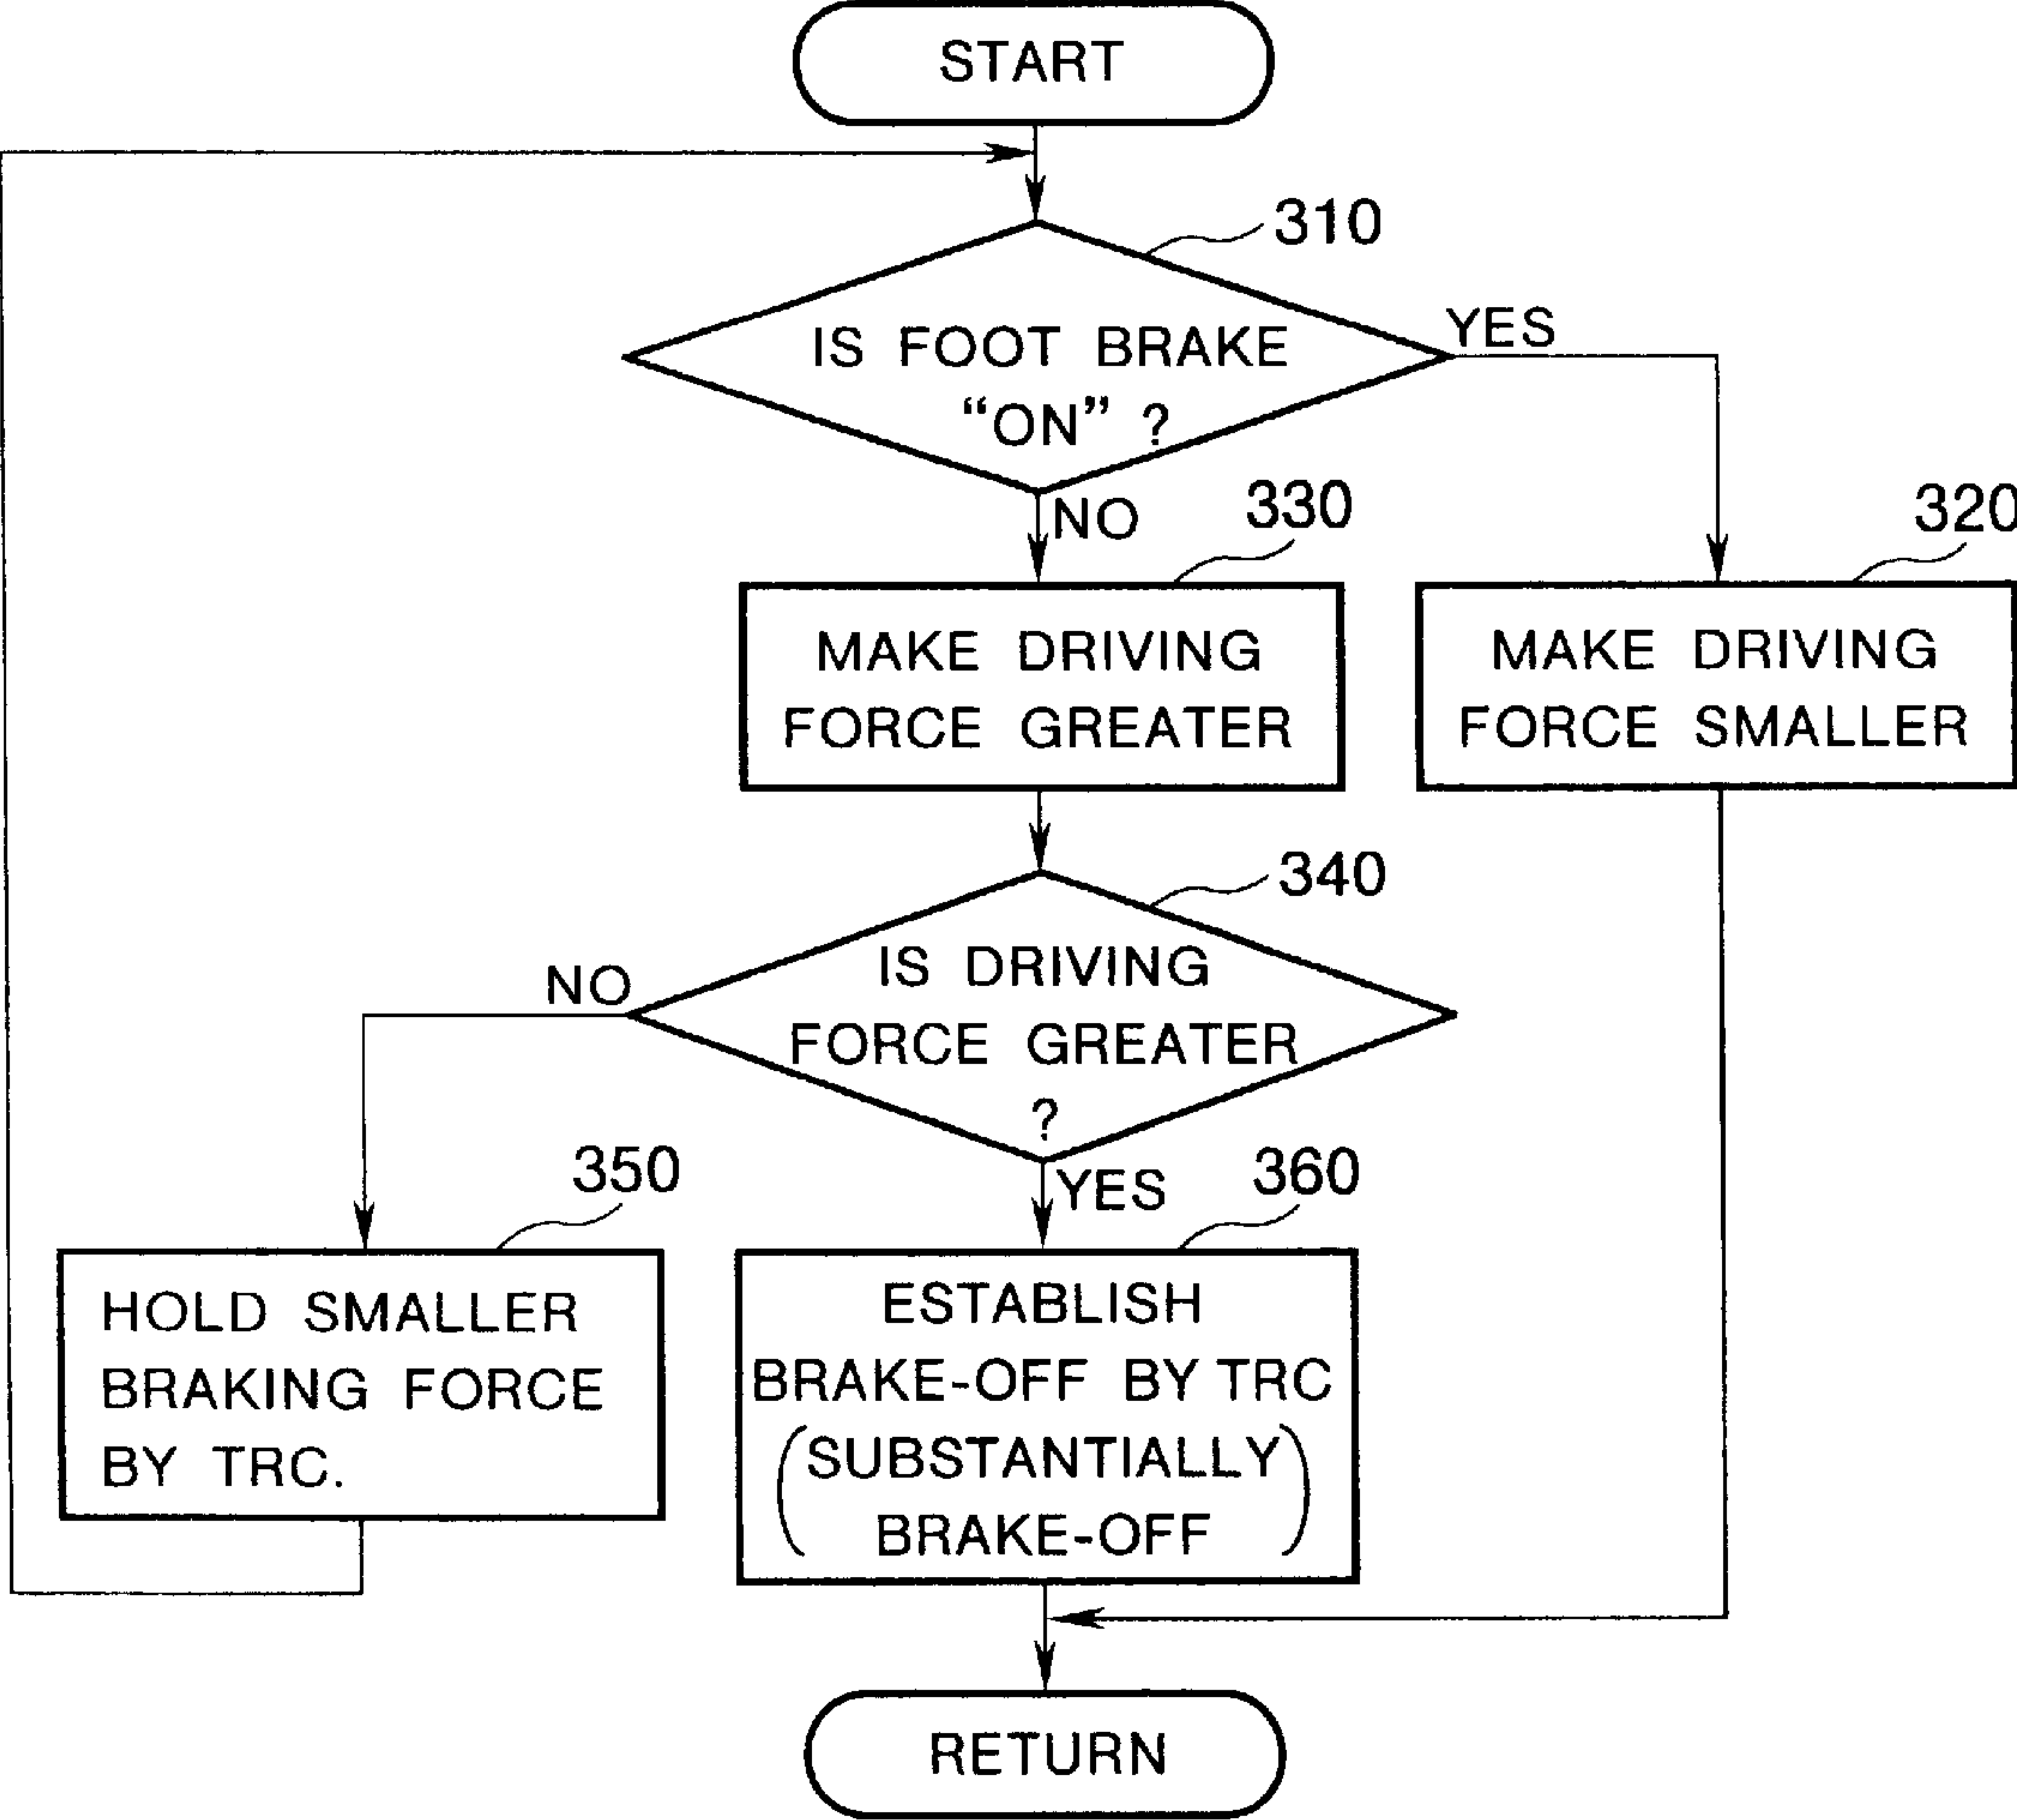 START
310
IS FOOT BRAKE
“ON” ?
YES
NO
330
320
MAKE DRIVING
FORCE GREATER
MAKE DRIVING
FORCE SMALLER
340
IS DRIVING
FORCE GREATER
?
NO
YES
350
360
HOLD SMALLER
BRAKING FORCE
BY TRC.
ESTABLISH
BRAKE-OFF BY TRC
(SUBSTANTIALLY
BRAKE-OFF)
RETURN